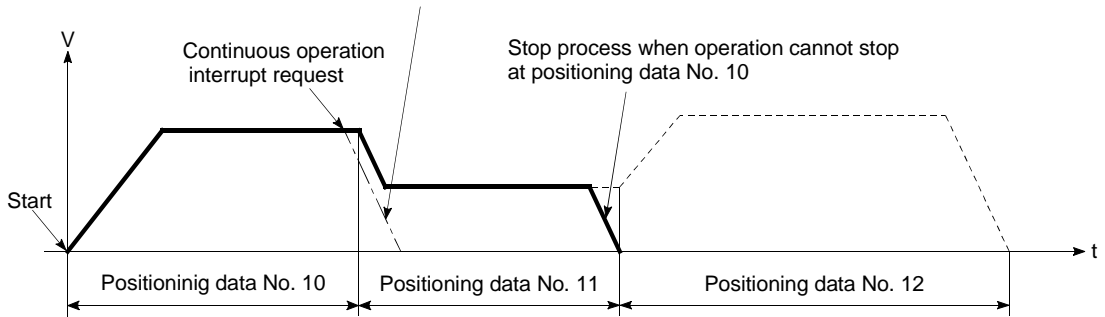 V
Continuous operation
interrupt request
Stop process when operation cannot stop
at positioning data No. 10
Start
t
Positioninig data No. 10
Positioning data No. 11
Positioning data No. 12